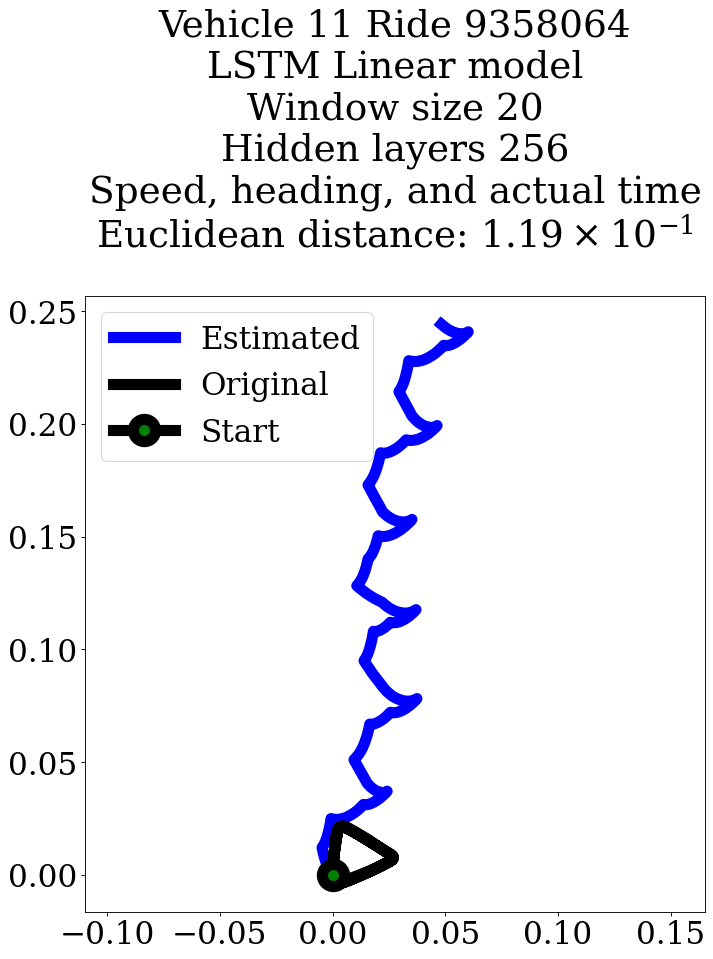 Vehicle 11 Ride 9358064
LSTM Linear model
Window size 20
Hidden layers 256
Speed, heading, and actual time
Euclidean distance: 1.19 × 10⁻¹
Estimated
Original
Start
0.25
0.20
0.15
0.10
0.05
0.00
−0.10 −0.05 0.00 0.05 0.10 0.15